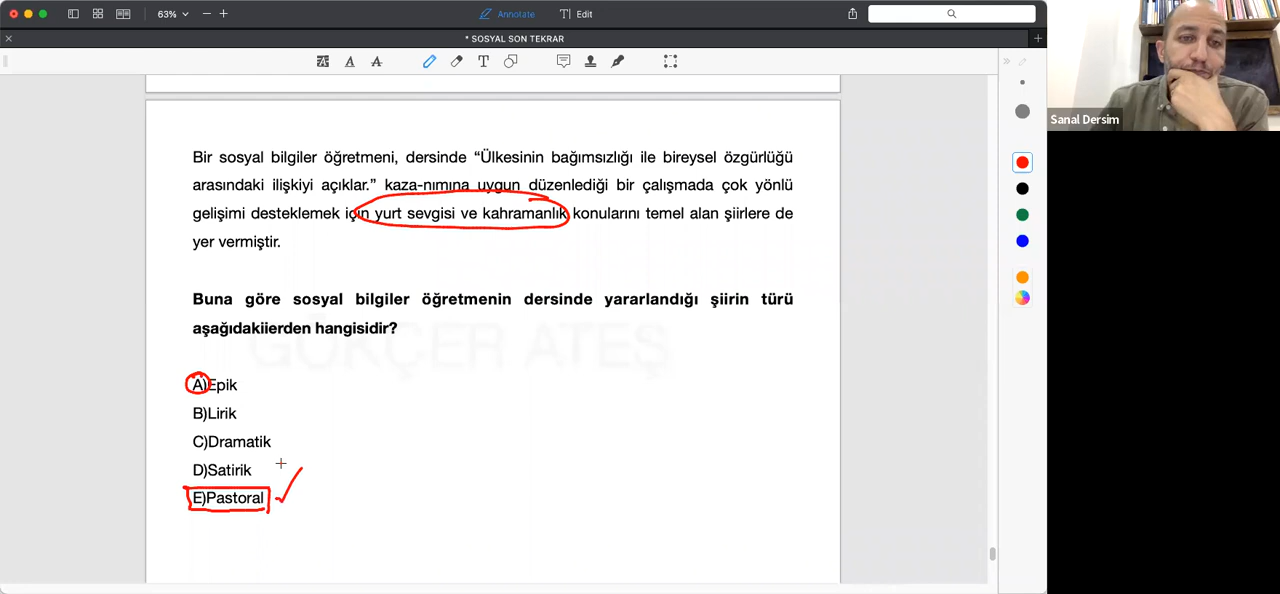 63%
Annotate
Edit
* SOSYAL SON TEKRAR
Bir sosyal bilgiler öğretmeni, dersinde “Ülkesinin bağımsızlığı ile bireysel özgürlüğü
arasındaki ilişkiyi açıklar.” kaza-nımına uygun düzenlediği bir çalışmada çok yönlü
gelişimi desteklemek için yurt sevgisi ve kahramanlık konularını temel alan şiirlere de
yer vermiştir.
Buna göre sosyal bilgiler öğretmenin dersinde yararlandığı şiirin türü
aşağıdakiierden hangisidir?
GÖKÇER ATEŞ
A)Epik
B)Lirik
C)Dramatik
D)Satirik
E)Pastoral
Sanal Dersim